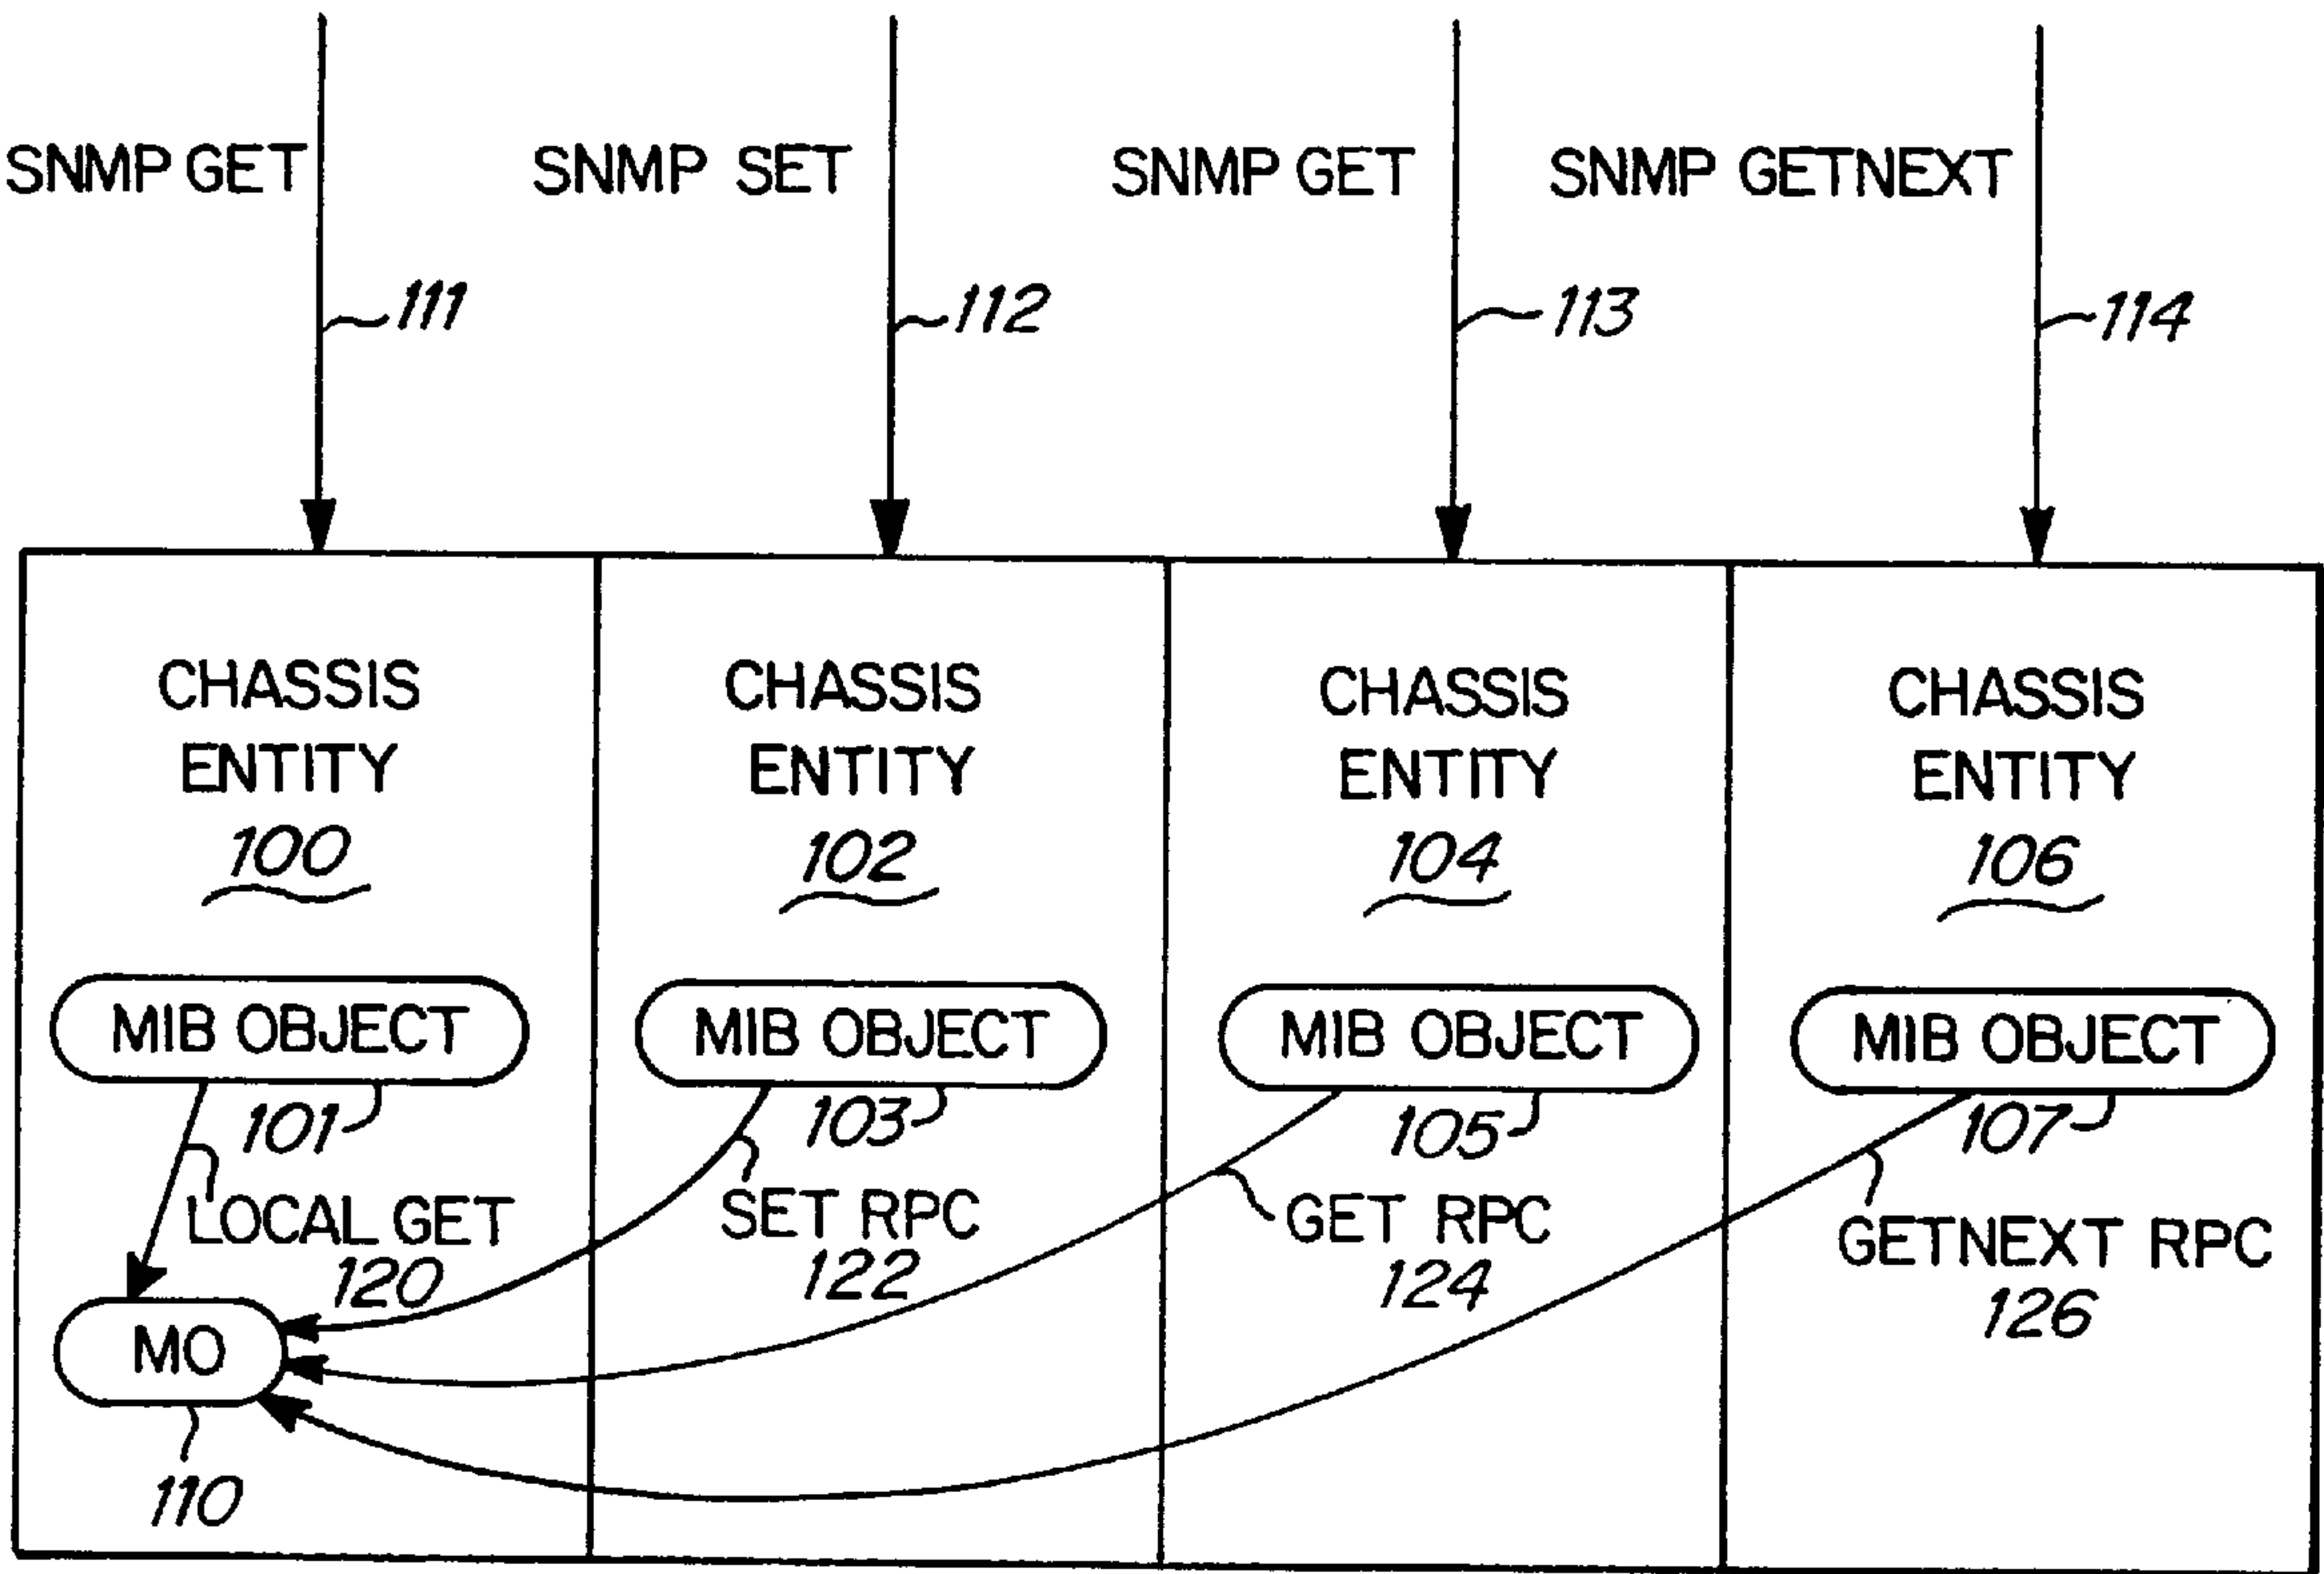 SNMP GET
SNMP SET
SNMP GET
SNMP GETNEXT
111
112
113
114
CHASSIS
ENTITY
100
CHASSIS
ENTITY
102
CHASSIS
ENTITY
104
CHASSIS
ENTITY
106
MIB OBJECT
MIB OBJECT
MIB OBJECT
MIB OBJECT
101
103
105
107
LOCAL GET
120
SET RPC
122
GET RPC
124
GETNEXT RPC
126
MO
110